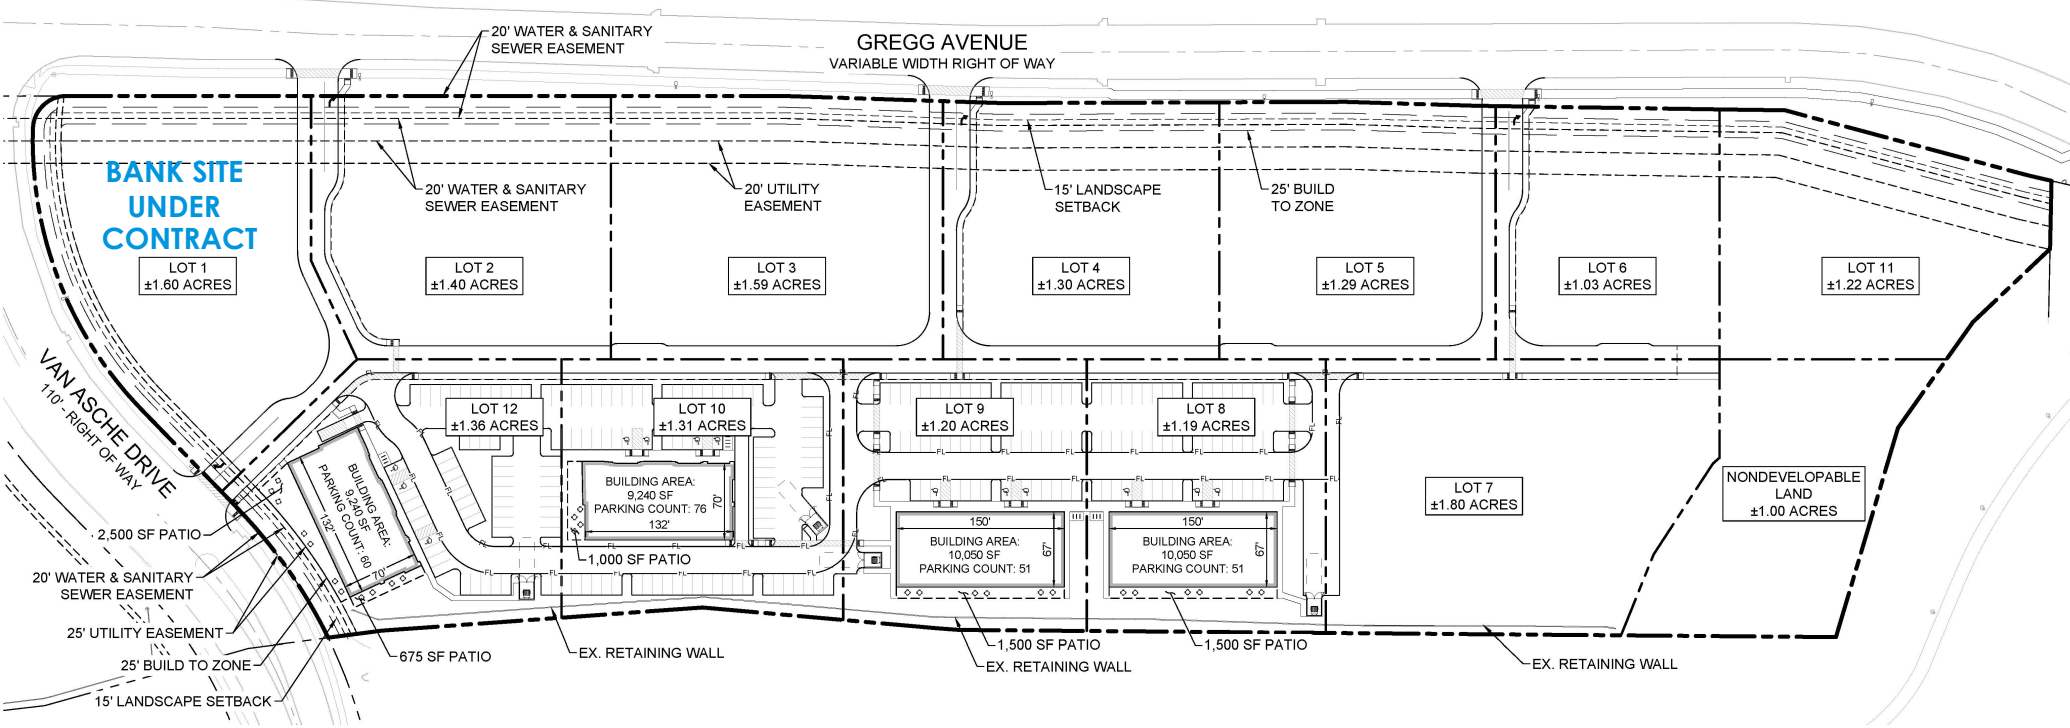 20' WATER & SANITARY
SEWER EASEMENT
GREGG AVENUE
VARIABLE WIDTH RIGHT OF WAY
BANK SITE
UNDER
CONTRACT
20' WATER & SANITARY
SEWER EASEMENT
20' UTILITY
EASEMENT
15' LANDSCAPE
SETBACK
25' BUILD
TO ZONE
LOT 1
±1.60 ACRES
LOT 2
±1.40 ACRES
LOT 3
±1.59 ACRES
LOT 4
±1.30 ACRES
LOT 5
±1.29 ACRES
LOT 6
±1.03 ACRES
LOT 11
±1.22 ACRES
VAN ASCHE DRIVE
110' - RIGHT OF WAY
LOT 12
±1.36 ACRES
LOT 10
±1.31 ACRES
LOT 9
±1.20 ACRES
LOT 8
±1.19 ACRES
LOT 7
±1.80 ACRES
NONDEVELOPABLE
LAND
±1.00 ACRES
BUILDING AREA:
9,240 SF
PARKING COUNT: 60
132'
70'
BUILDING AREA:
9,240 SF
PARKING COUNT: 76
132'
70'
150'
BUILDING AREA:
10,050 SF
PARKING COUNT: 51
67'
150'
BUILDING AREA:
10,050 SF
PARKING COUNT: 51
67'
2,500 SF PATIO
1,000 SF PATIO
20' WATER & SANITARY
SEWER EASEMENT
25' UTILITY EASEMENT
25' BUILD TO ZONE
15' LANDSCAPE SETBACK
675 SF PATIO
EX. RETAINING WALL
1,500 SF PATIO
EX. RETAINING WALL
1,500 SF PATIO
EX. RETAINING WALL